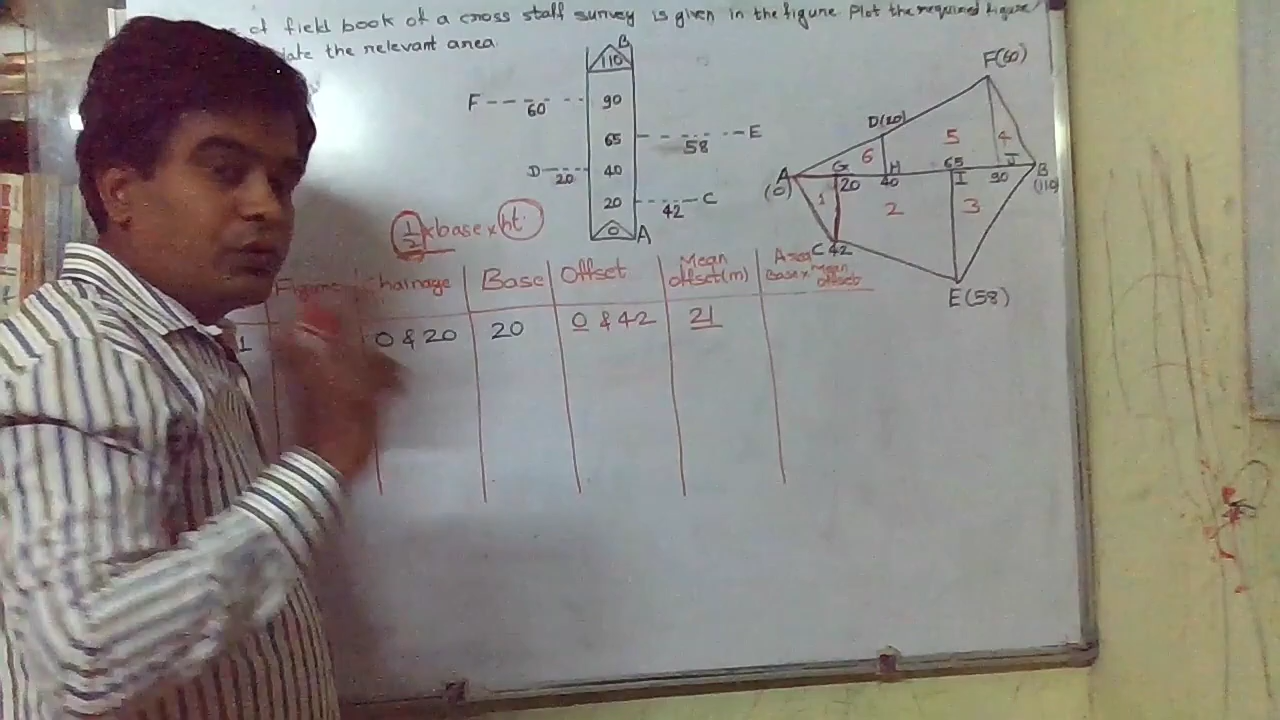 of field book of a cross staff survey is given in the figure. Plot the required figure
late the relevant area
B
110
F 60 90
65 58 E
D 20 40
20 42 C
0 A
F(60)
D(20)
5
4
6
A G H 65 J B
(0) 20 40 I 90 (110)
1 2 3
C 42
E (58)
1/2 × base × ht
Figure Chainage Base Offset Mean offset(m) Area Base × Mean offset
1 0 & 20 20 0 & 42 21